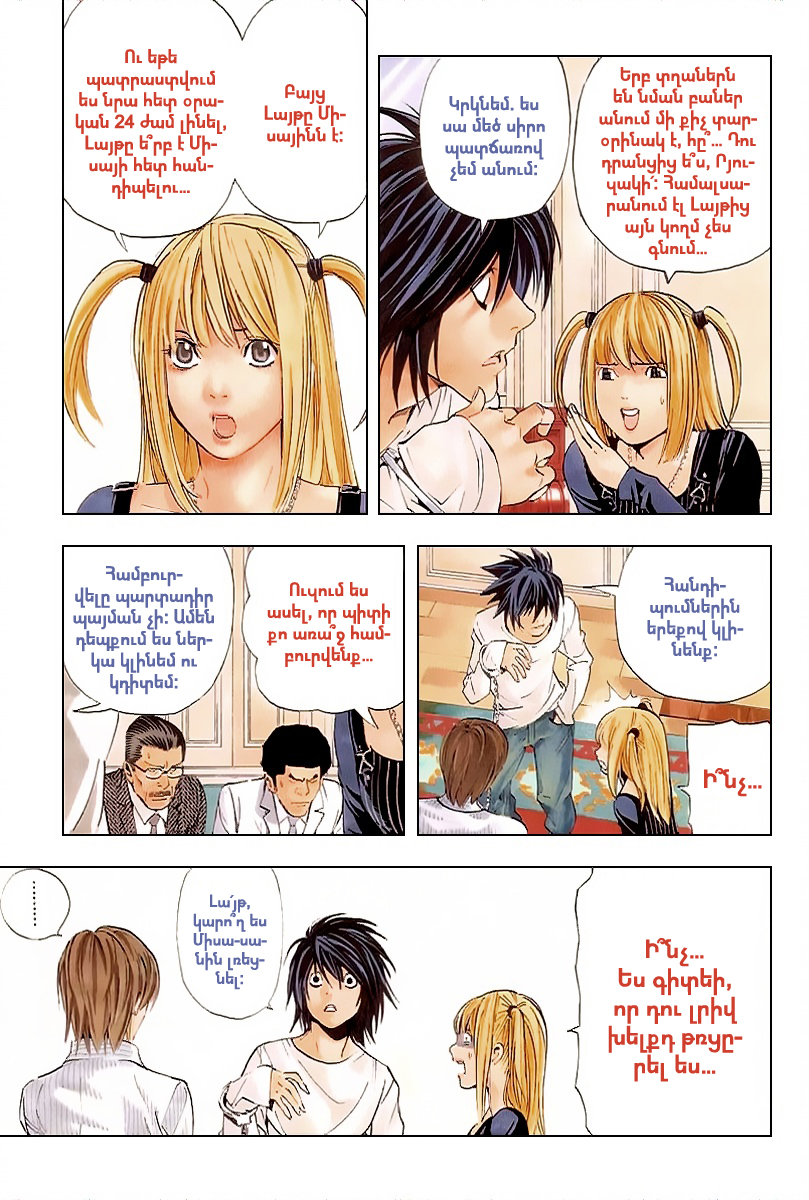 Երբ տղաներն
են նման բաներ
անում մի քիչ տար-
օրինակ է, հը՞… Դու
դրանցից ե՞ս, Ռյու-
զակի՛: Համալսա-
րանում էլ Լայթից
այն կողմ չես
գնում…
Կրկնեմ. ես
սա մեծ սիրո
պատճառով
չեմ անում:
Բայց
Լայթը Մի-
սայինն է:
Ու եթե
պատրաստվում
ես նրա հետ օրա-
կան 24 ժամ լինել,
Լայթը ե՞րբ է Մի-
սայի հետ հան-
դիպելու…
Հանդի-
պումներին
երեքով կլի-
նենք:
Ի՞նչ…
Ուզում ես
ասել, որ պիտի
քո առա՞ջ համ-
բուրվենք…
Համբուր-
վելը պարտադիր
պայման չի: Ամեն
դեպքում ես ներ-
կա կլինեմ ու
կդիտեմ:
Ի՞նչ…
Ես գիտեի,
որ դու լրիվ
խելքդ թռցը-
րել ես…
Լա՛յթ,
կարո՞ղ ես
Միսա-սա-
նին լռեց-
նել:
……